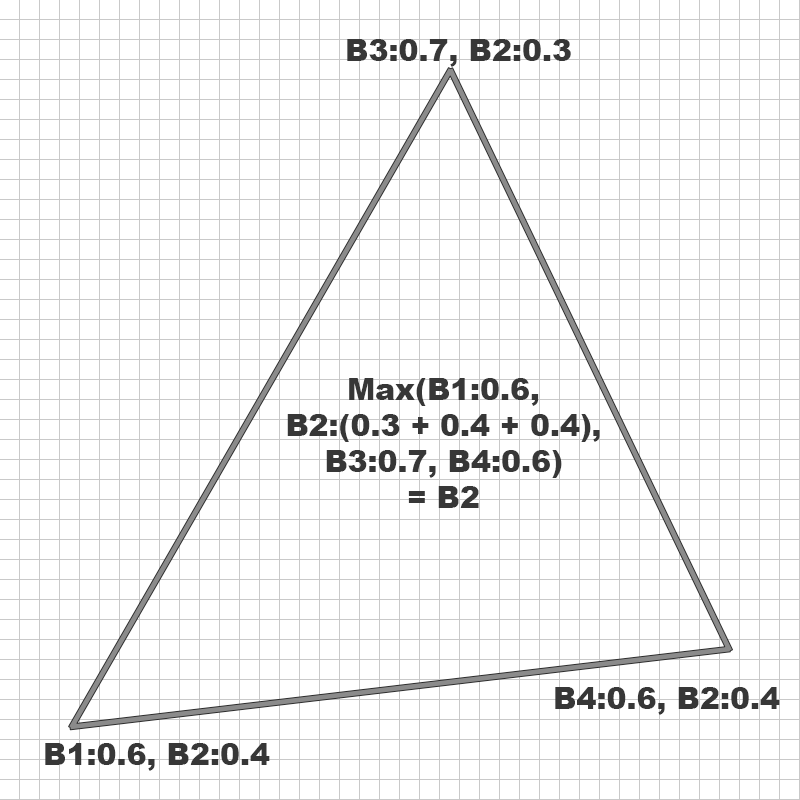 B3:0.7, B2:0.3
Max(B1:0.6,
B2:(0.3 + 0.4 + 0.4),
B3:0.7, B4:0.6)
= B2
B4:0.6, B2:0.4
B1:0.6, B2:0.4